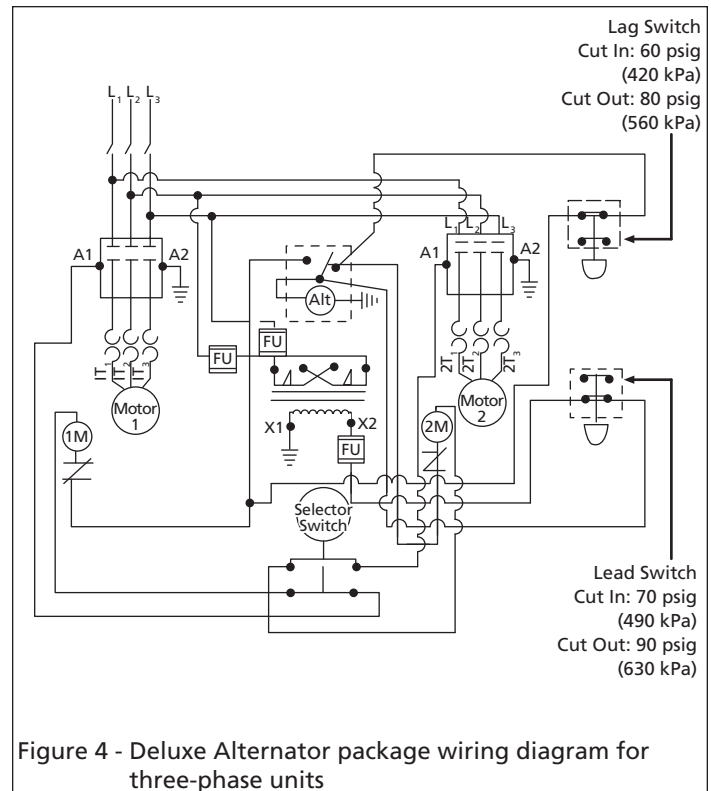 Lag Switch
Cut In: 60 psig
(420 kPa)
Cut Out: 80 psig
(560 kPa)
L1 L2 L3
L1 L2 L3
A1 A2
A1 A2
Alt
FU
FU
1T1 1T2 1T3
2T1 2T2 2T3
Motor
1
Motor
2
1M
2M
X1 X2
FU
Selector
Switch
Lead Switch
Cut In: 70 psig
(490 kPa)
Cut Out: 90 psig
(630 kPa)
Figure 4 - Deluxe Alternator package wiring diagram for
three-phase units